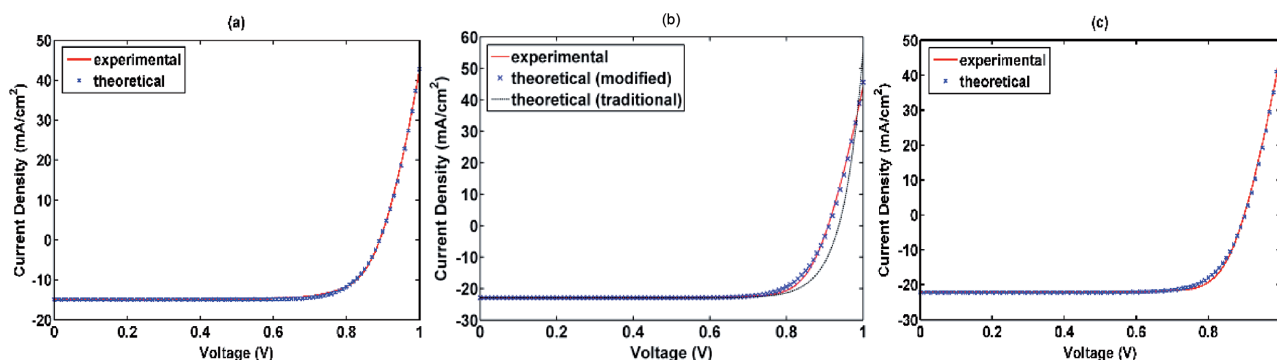 (a)
50
40
30
20
10
0
-10
-20
0
0.2
0.4
0.6
0.8
1
Current Density (mA/cm2)
Voltage (V)
experimental
theoretical
(b)
60
50
40
30
20
10
0
-10
-20
-30
0
0.2
0.4
0.6
0.8
1
Current Density (mA/cm2)
Voltage (V)
experimental
theoretical (modified)
theoretical (traditional)
(c)
50
40
30
20
10
0
-10
-20
-30
0
0.2
0.4
0.6
0.8
Current Density (mA/cm2)
Voltage (V)
experimental
theoretical